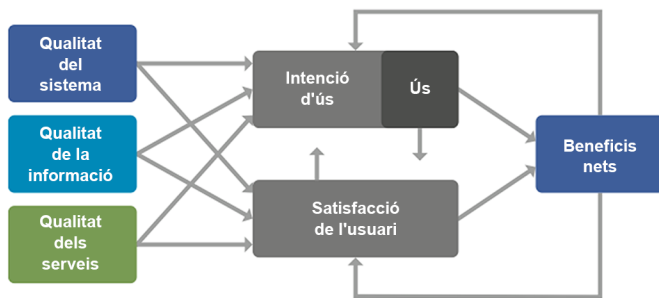 Qualitat
del
sistema
Qualitat
de la
informació
Qualitat
dels
serveis
Intenció
d'ús
Ús
Satisfacció
de l'usuari
Beneficis
nets